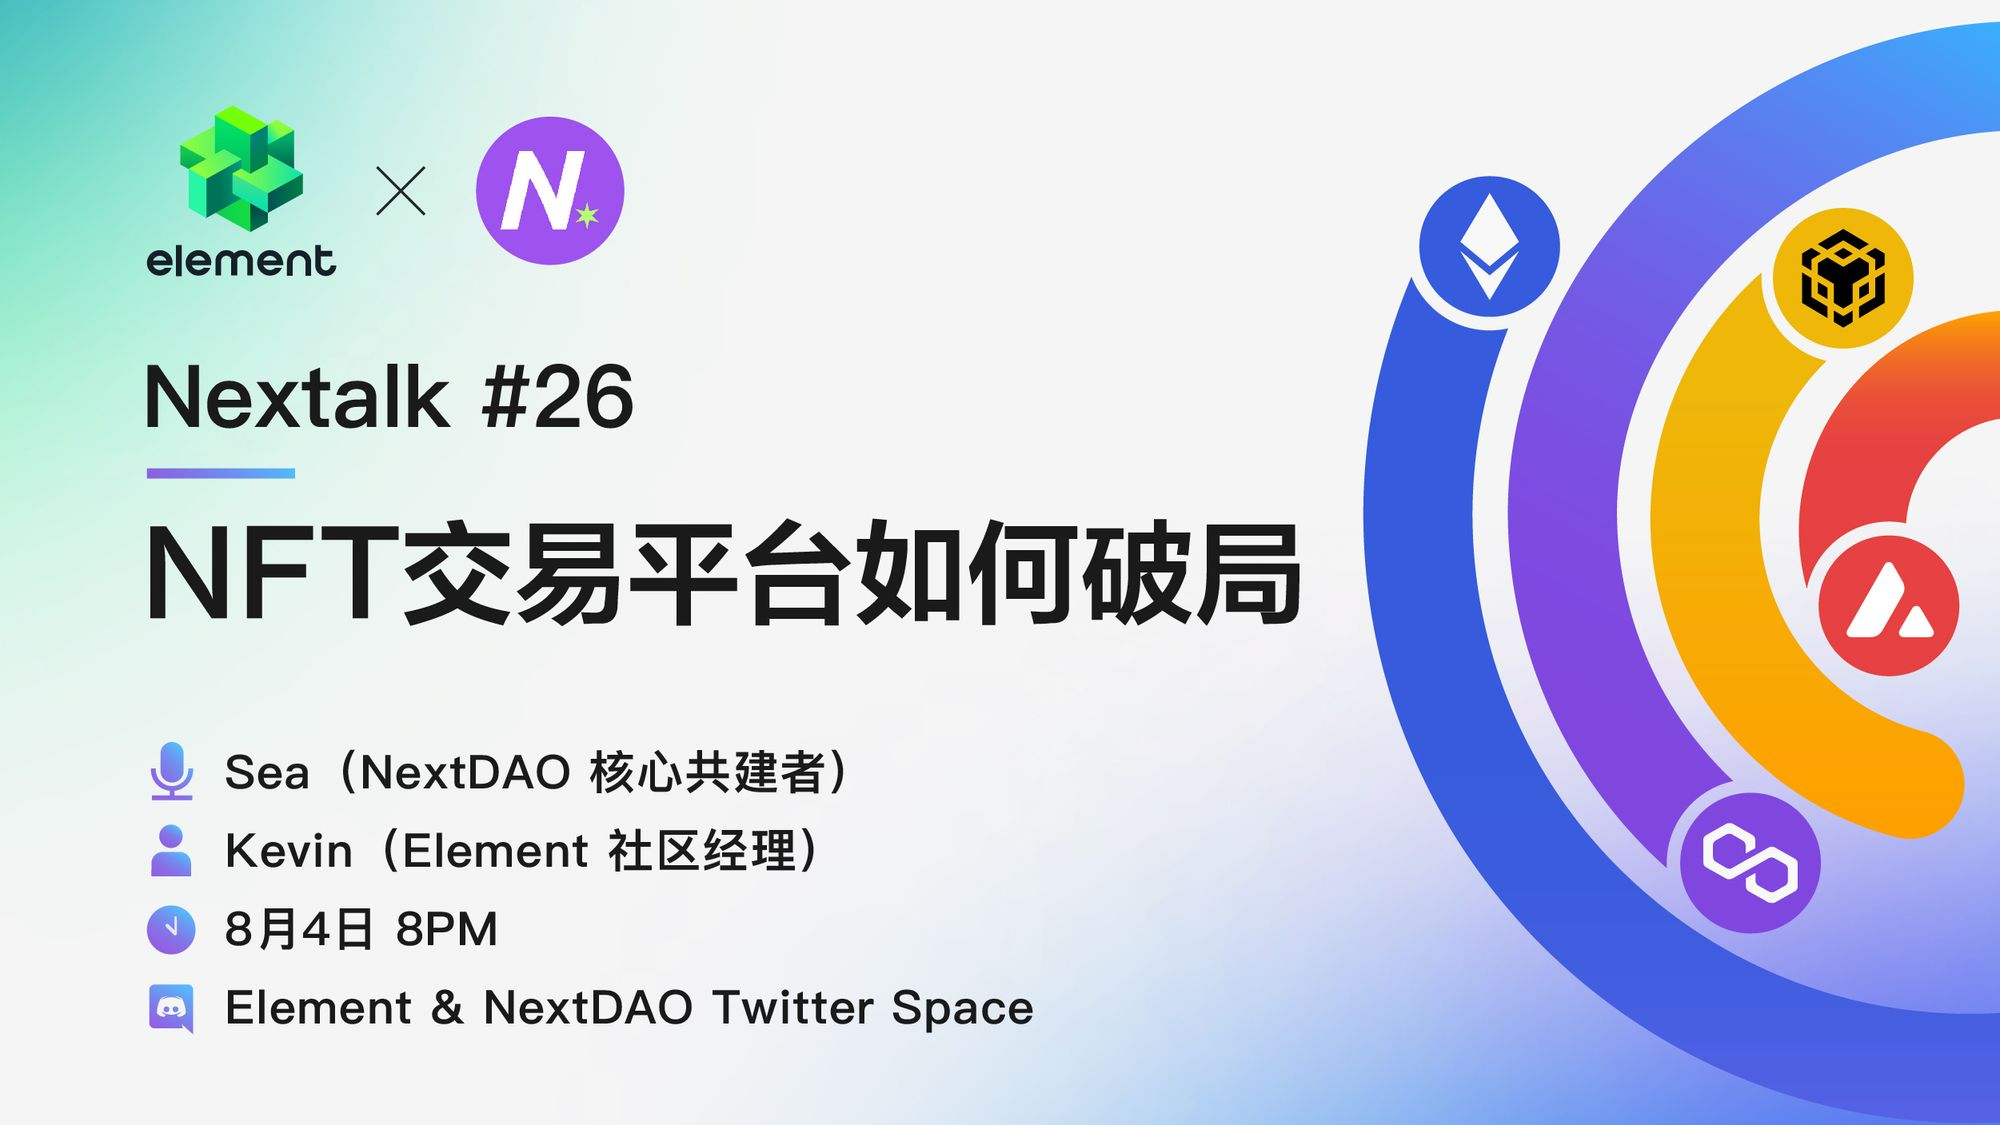 element
N
Nextalk #26
NFT交易平台如何破局
Sea（NextDAO 核心共建者）
Kevin（Element 社区经理）
8月4日 8PM
Element & NextDAO Twitter Space